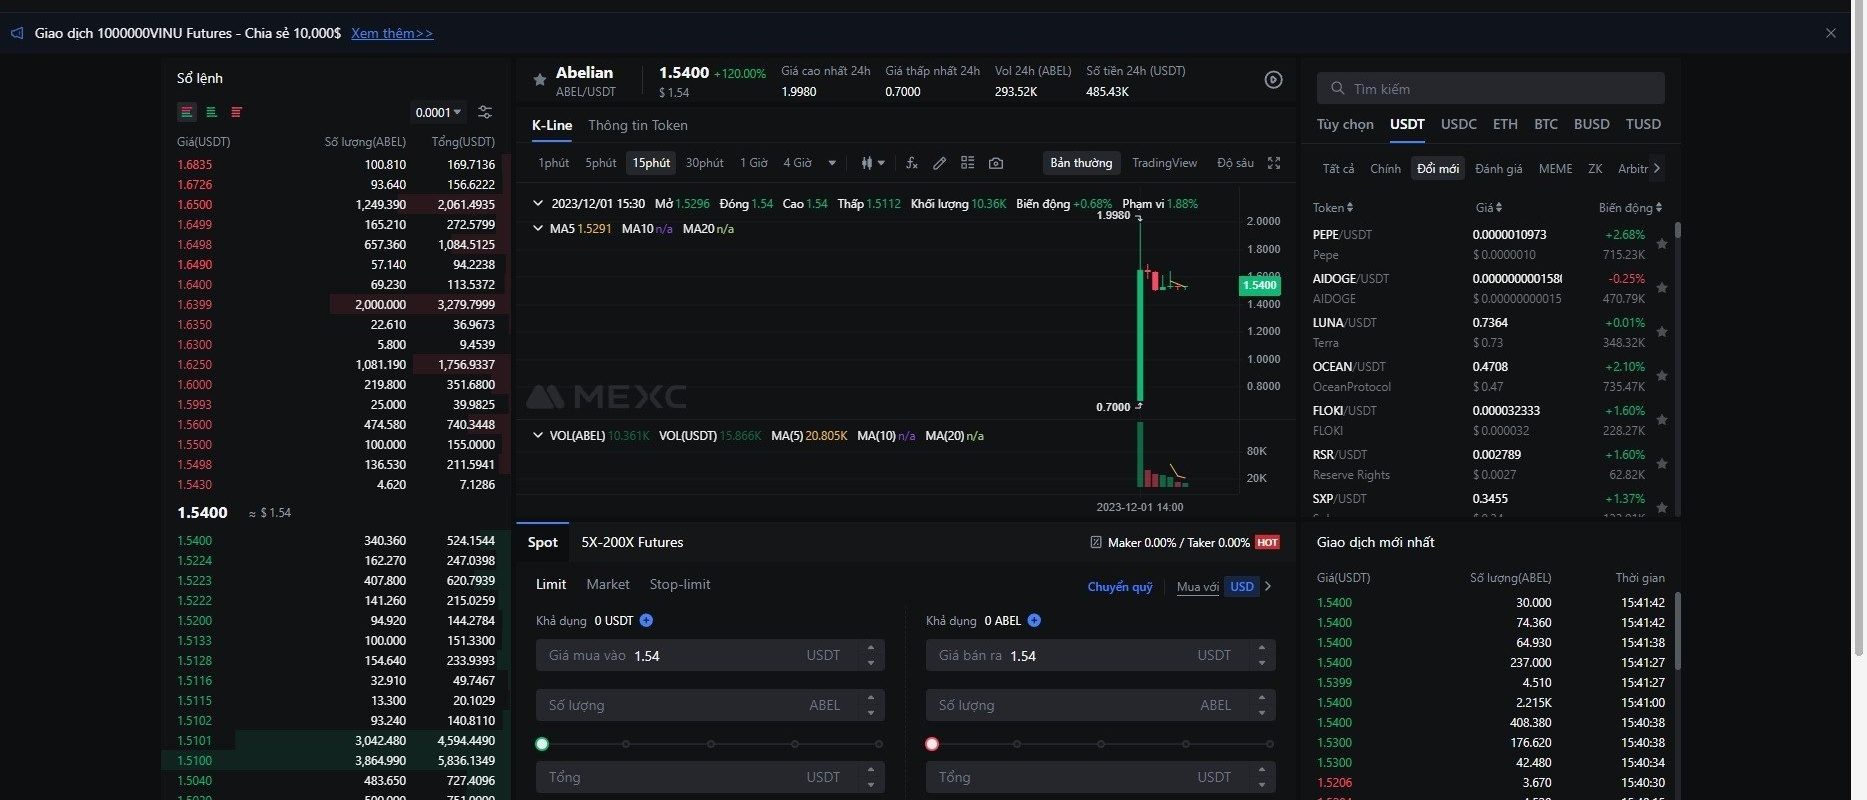 Giao dịch 1000000VINU Futures - Chia sẻ 10,000$ Xem thêm>>
Sổ lệnh
0.0001
Giá(USDT) Số lượng(ABEL) Tổng(USDT)
1.6835 100.810 169.7136
1.6726 93.640 156.6222
1.6500 1,249.390 2,061.4935
1.6499 165.210 272.5799
1.6498 657.360 1,084.5125
1.6490 57.140 94.2238
1.6400 69.230 113.5372
1.6399 2,000.000 3,279.7999
1.6350 22.610 36.9673
1.6300 5.800 9.4539
1.6250 1,081.190 1,756.9337
1.6000 219.800 351.6800
1.5993 25.000 39.9825
1.5600 474.580 740.3448
1.5500 100.000 155.0000
1.5498 136.530 211.5941
1.5430 4.620 7.1286
1.5400 ≈ $ 1.54
1.5400 340.360 524.1544
1.5224 162.270 247.0398
1.5223 407.800 620.7939
1.5222 141.260 215.0259
1.5200 94.920 144.2784
1.5133 100.000 151.3300
1.5128 154.640 233.9393
1.5116 32.910 49.7467
1.5115 13.300 20.1029
1.5102 93.240 140.8110
1.5101 3,042.480 4,594.4490
1.5100 3,864.990 5,836.1349
1.5040 483.650 727.4096
Abelian
ABEL/USDT
1.5400 +120.00%
$ 1.54
Giá cao nhất 24h
1.9980
Giá thấp nhất 24h
0.7000
Vol 24h (ABEL)
293.52K
Số tiền 24h (USDT)
485.43K
K-Line Thông tin Token
1phút 5phút 15phút 30phút 1 Giờ 4 Giờ Bản thường TradingView Độ sâu
2023/12/01 15:30 Mở 1.5296 Đóng 1.54 Cao 1.54 Thấp 1.5112 Khối lượng 10.36K Biến động +0.68% Phạm vi 1.88%
MA5 1.5291 MA10 n/a MA20 n/a
1.9980
2.0000
1.8000
1.6000
1.5400
1.4000
1.2000
1.0000
0.8000
MEXC
0.7000
VOL(ABEL) 10.361K VOL(USDT) 15.866K MA(5) 20.805K MA(10) n/a MA(20) n/a
80K
20K
2023-12-01 14:00
Spot 5X-200X Futures Maker 0.00% / Taker 0.00% HOT
Limit Market Stop-limit Chuyển quỹ Mua với USD
Khả dụng 0 USDT
Giá mua vào 1.54 USDT
Số lượng ABEL
Tổng USDT
Khả dụng 0 ABEL
Giá bán ra 1.54 USDT
Số lượng ABEL
Tổng USDT
Tìm kiếm
Tùy chọn USDT USDC ETH BTC BUSD TUSD
Tất cả Chính Đổi mới Đánh giá MEME ZK Arbitr
Token Giá Biến động
PEPE/USDT 0.0000010973 +2.68%
Pepe $ 0.0000010 715.23K
AIDOGE/USDT 0.000000000158 -0.25%
AIDOGE $ 0.00000000015 470.79K
LUNA/USDT 0.7364 +0.01%
Terra $ 0.73 348.32K
OCEAN/USDT 0.4708 +2.10%
OceanProtocol $ 0.47 735.47K
FLOKI/USDT 0.000032333 +1.60%
FLOKI $ 0.000032 228.27K
RSR/USDT 0.002789 +1.60%
Reserve Rights $ 0.0027 62.82K
SXP/USDT 0.3455 +1.37%
Giao dịch mới nhất
Giá(USDT) Số lượng(ABEL) Thời gian
1.5400 30.000 15:41:42
1.5400 74.360 15:41:42
1.5400 64.930 15:41:38
1.5400 237.000 15:41:27
1.5399 4.510 15:41:27
1.5400 2.215K 15:41:00
1.5400 408.380 15:40:38
1.5300 176.620 15:40:38
1.5300 42.480 15:40:34
1.5206 3.670 15:40:30